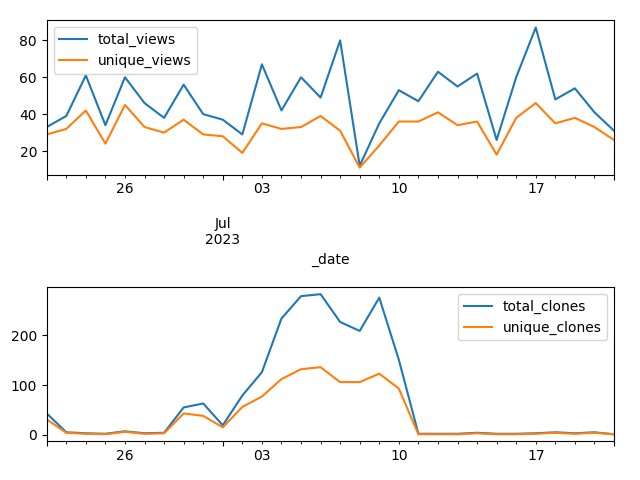 80
60
40
20
total_views
unique_views
26
03
10
17
Jul
2023
_date
200
100
0
total_clones
unique_clones
26
03
10
17